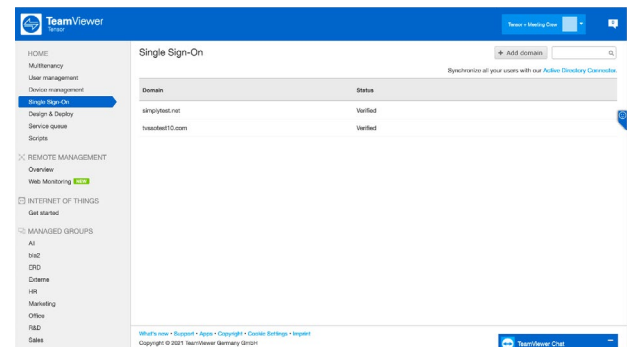 TeamViewer
Tensor
Tensor + Meeting Crew
HOME
Multitenancy
User management
Device management
Single Sign-On
Design & Deploy
Service queue
Scripts
REMOTE MANAGEMENT
Overview
Web Monitoring NEW
INTERNET OF THINGS
Get started
MANAGED GROUPS
ble2
ERD
Externe
HR
Marketing
Office
R&D
Sales
Single Sign-On
+ Add domain
Synchronize all your users with our Active Directory Connector.
Domain Status
simplytest.net Verified
tvssotest10.com Verified
What's new • Support • Apps • Copyright • Cookie Settings • Imprint
Copyright © 2021 TeamViewer Germany GmbH
TeamViewer Chat